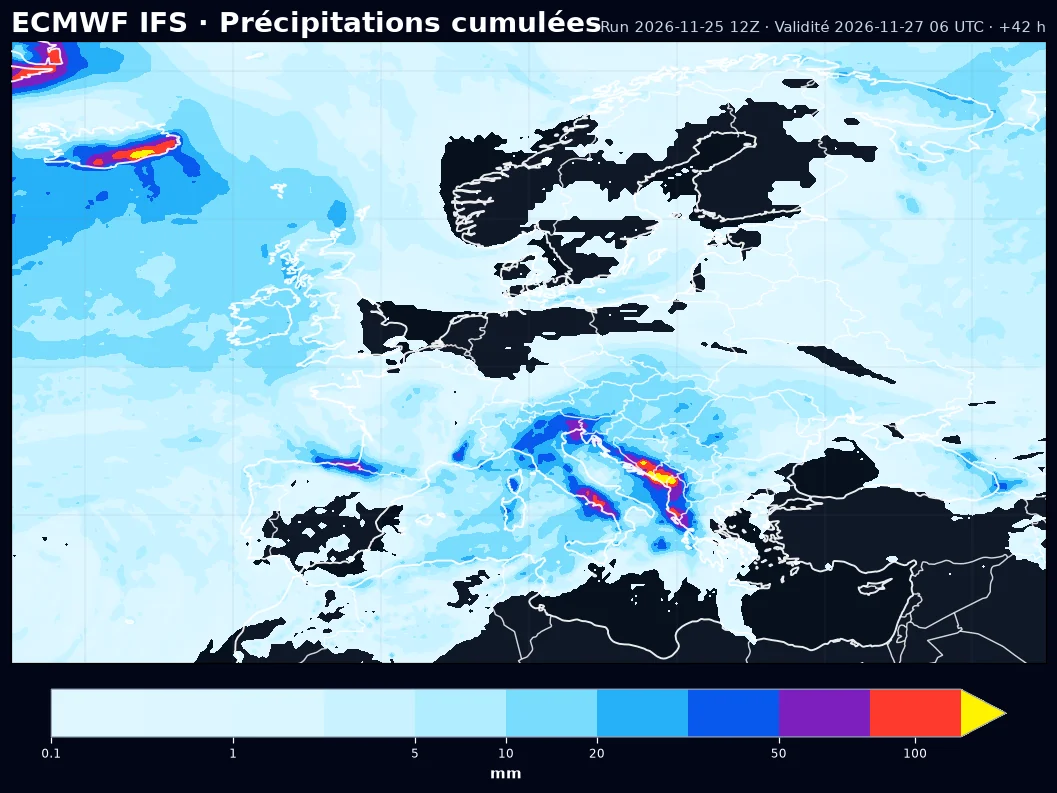 ECMWF IFS · Précipitations cumulées
Run 2026-11-25 12Z · Validité 2026-11-27 06 UTC · +42 h
0.1 1 5 10 20 50 100
mm